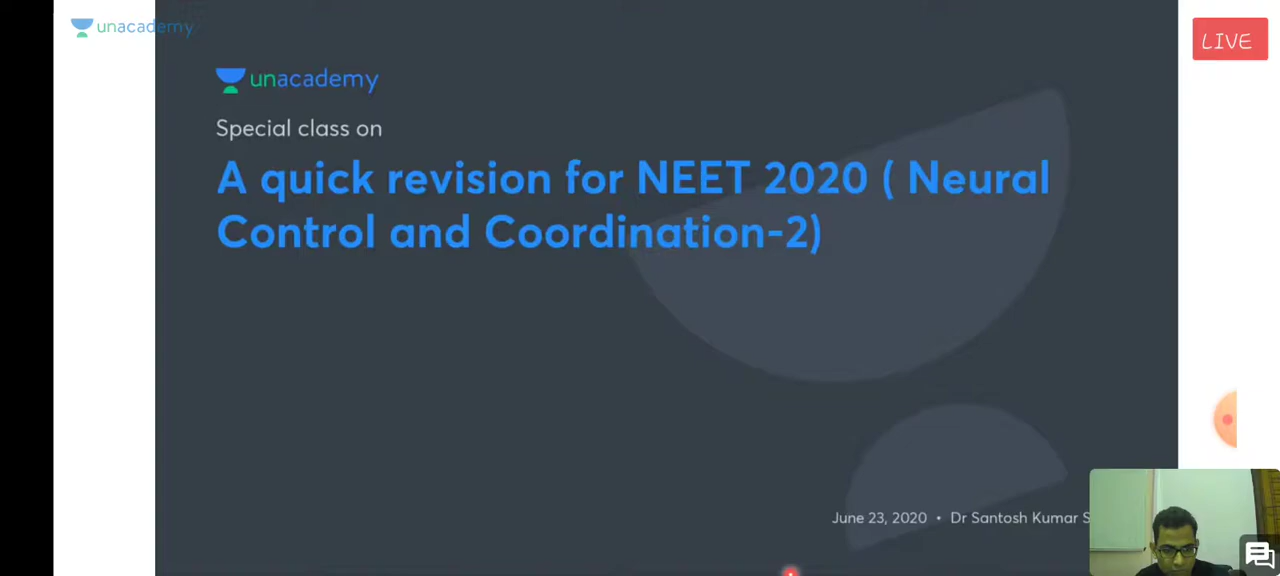 unacademy
LIVE
unacademy
Special class on
A quick revision for NEET 2020 ( Neural
Control and Coordination-2)
June 23, 2020 • Dr Santosh Kumar S